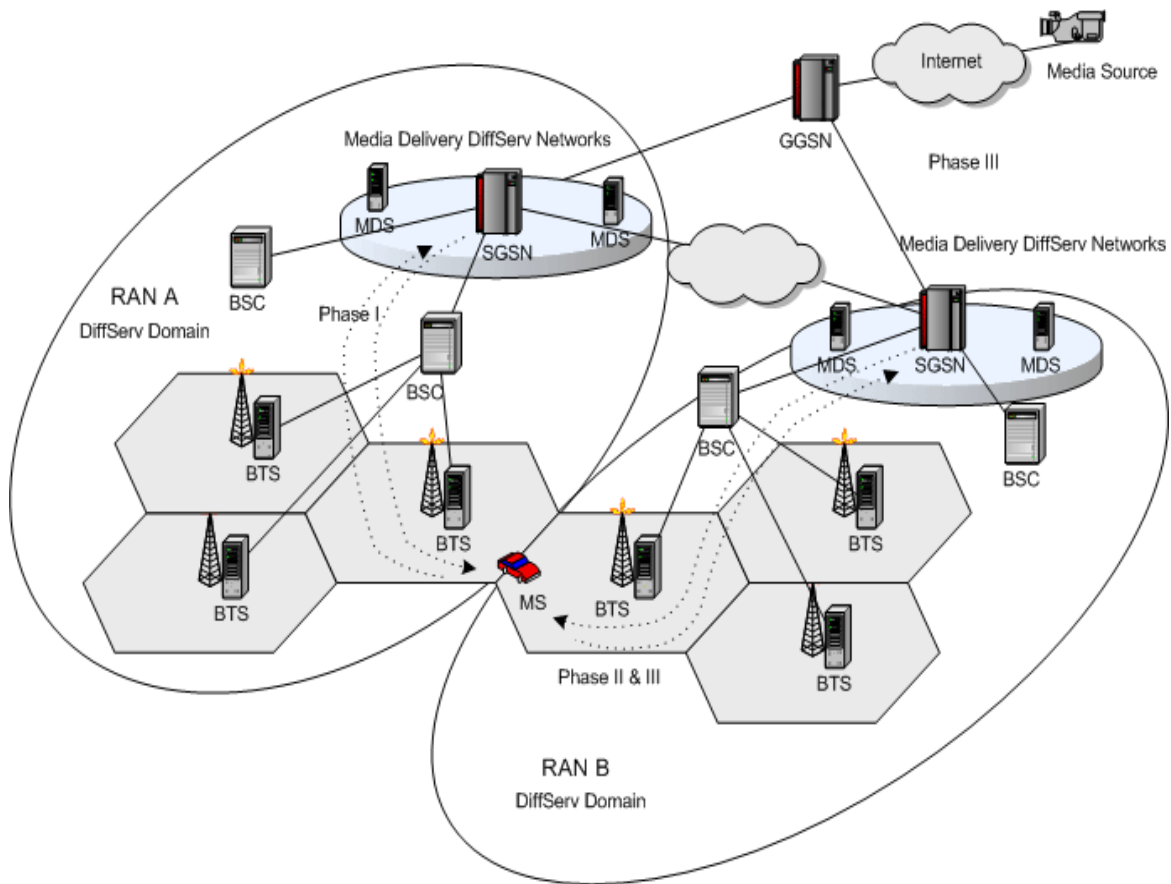 Internet
Media Source
GGSN
Phase III
Media Delivery DiffServ Networks
MDS
SGSN
MDS
BSC
RAN A
DiffServ Domain
Phase I
BSC
BTS
BTS
BTS
MS
Media Delivery DiffServ Networks
MDS
SGSN
MDS
BSC
BSC
BTS
BTS
BTS
Phase II & III
RAN B
DiffServ Domain